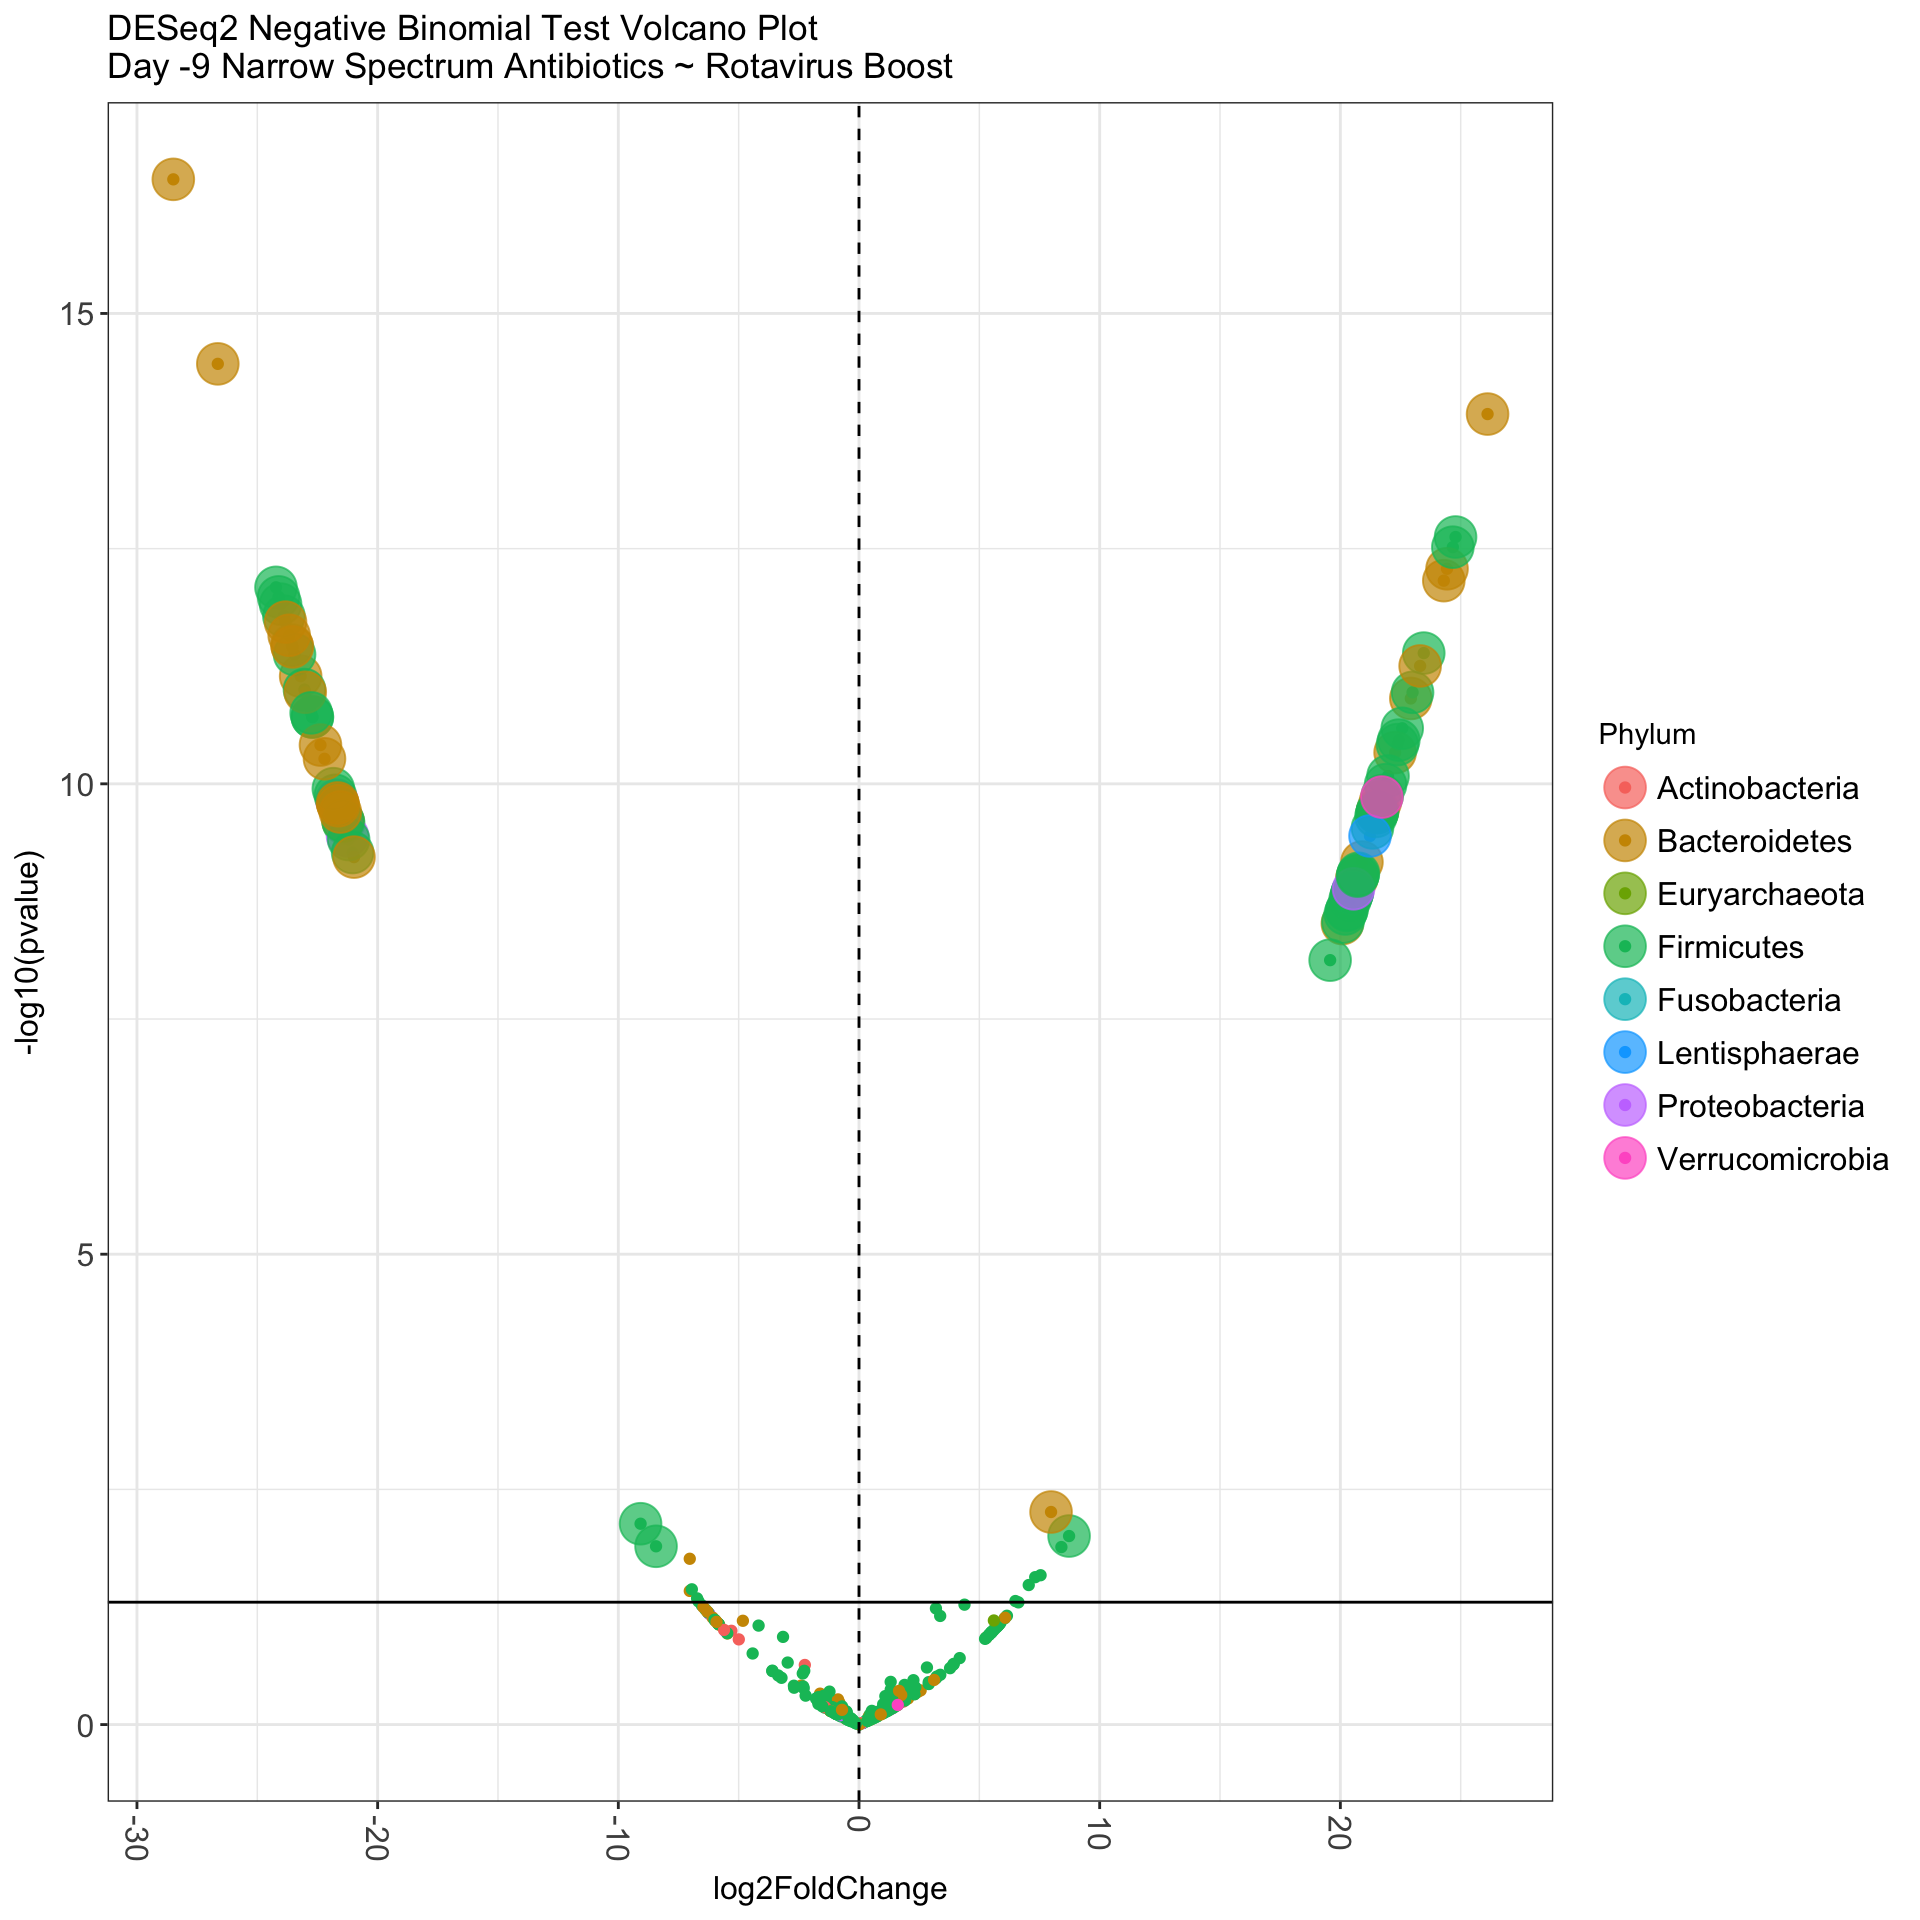 DESeq2 Negative Binomial Test Volcano Plot
Day -9 Narrow Spectrum Antibiotics ~ Rotavirus Boost
15
10
5
0
-log10(pvalue)
-30
-20
-10
0
10
20
log2FoldChange
Phylum
Actinobacteria
Bacteroidetes
Euryarchaeota
Firmicutes
Fusobacteria
Lentisphaerae
Proteobacteria
Verrucomicrobia